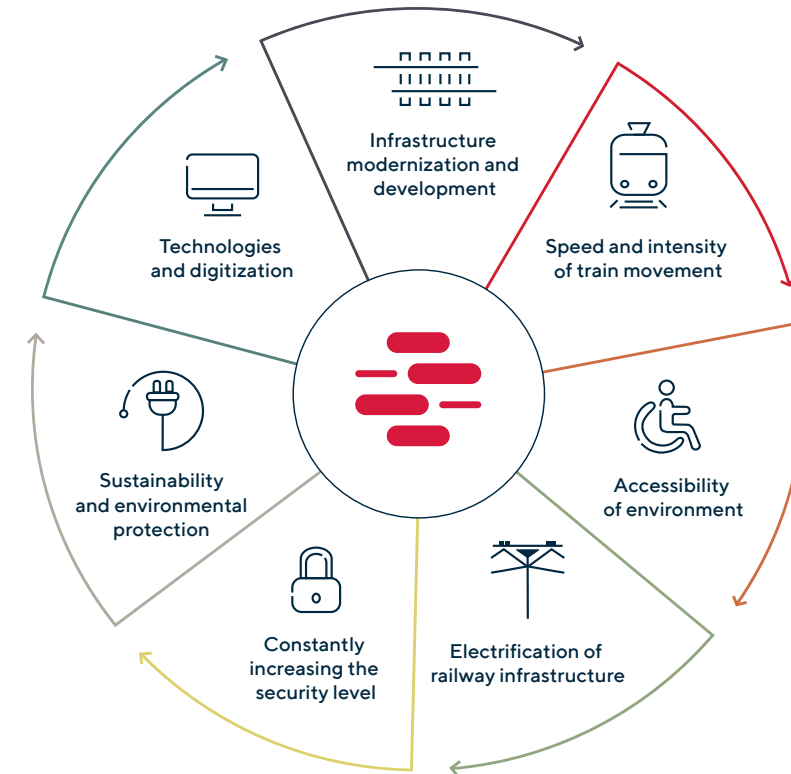 Infrastructure
modernization and
development
Speed and intensity
of train movement
Accessibility
of environment
Electrification of
railway infrastructure
Constantly
increasing the
security level
Sustainability
and environmental
protection
Technologies
and digitization